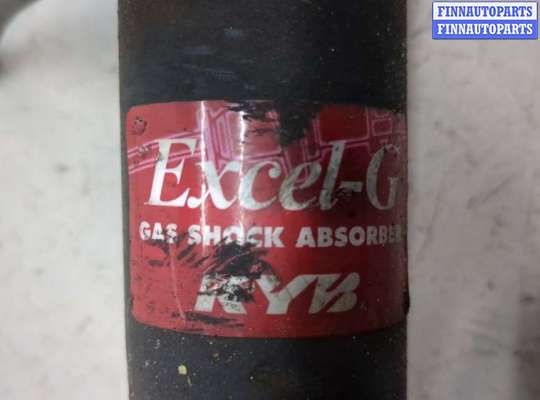 FINNAUTOPARTS
FINNAUTOPARTS
Excel-G
GAS SHOCK ABSORBER
KYB